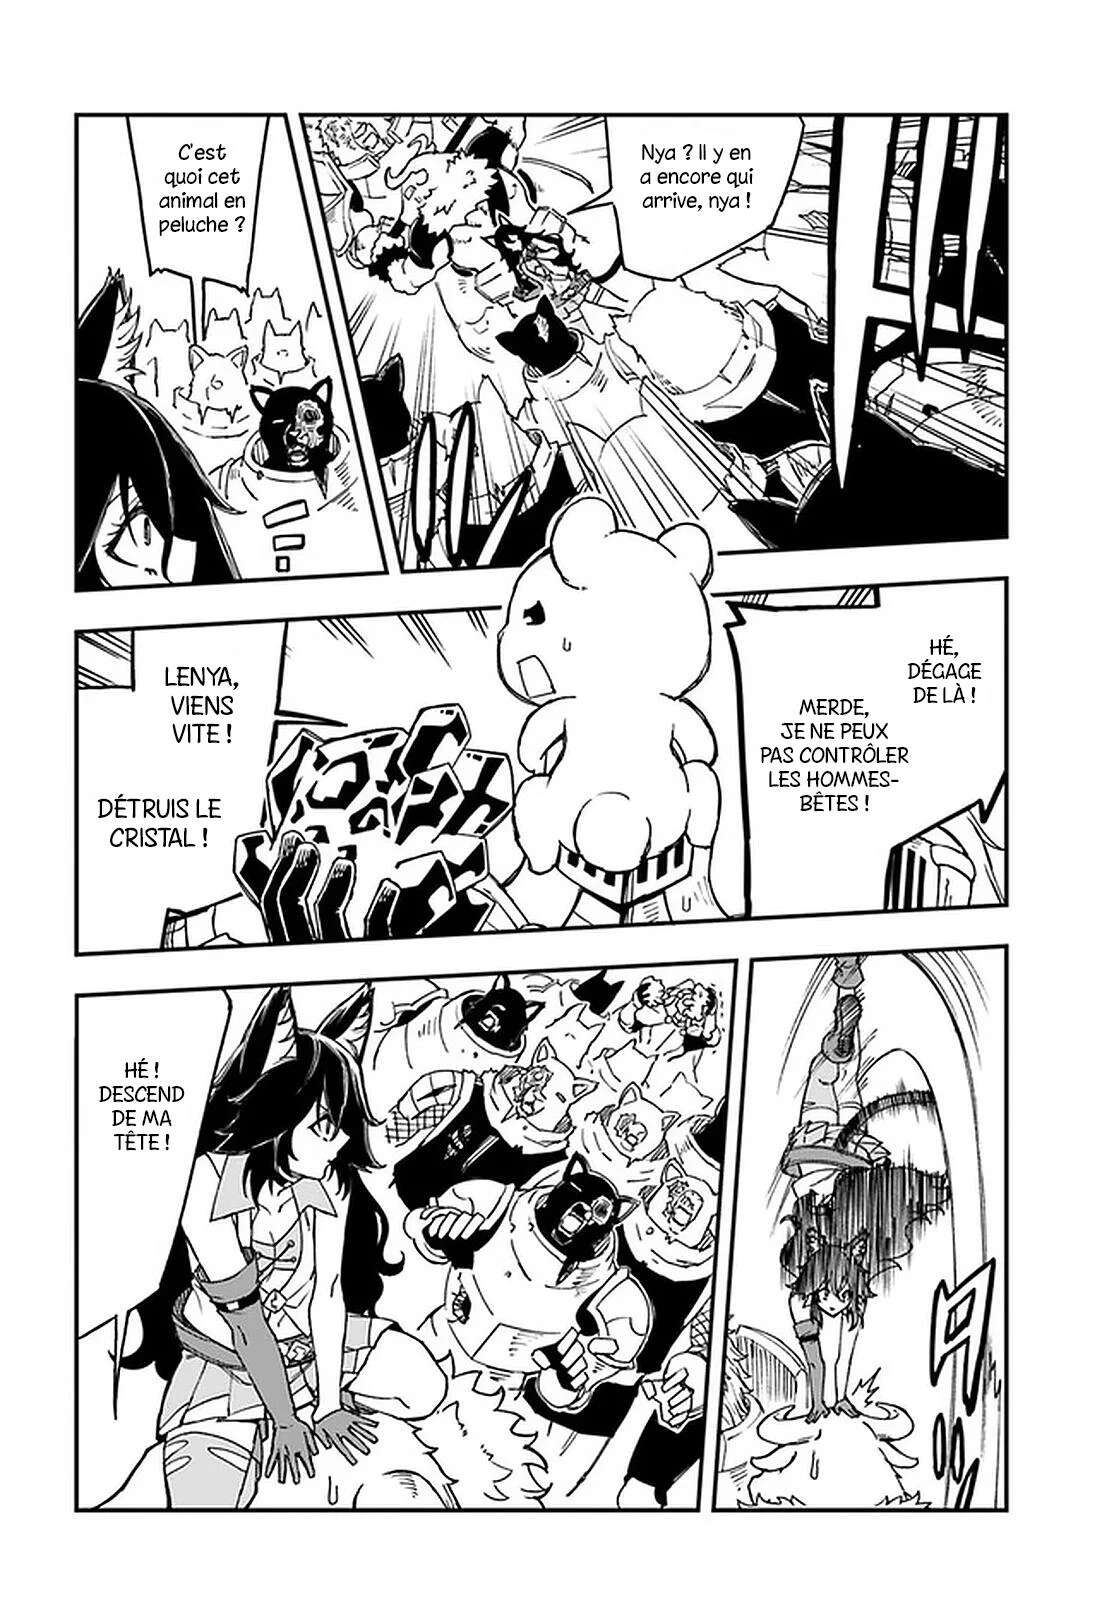 Nya ? Il y en
a encore qui
arrive, nya !
C'est
quoi cet
animal en
peluche ?
HÉ,
DÉGAGE
DE LÀ !
MERDE,
JE NE PEUX
PAS CONTRÔLER
LES HOMMES-
BÊTES !
LENYA,
VIENS
VITE !
DÉTRUIS LE
CRISTAL !
HÉ !
DESCEND
DE MA
TÊTE !